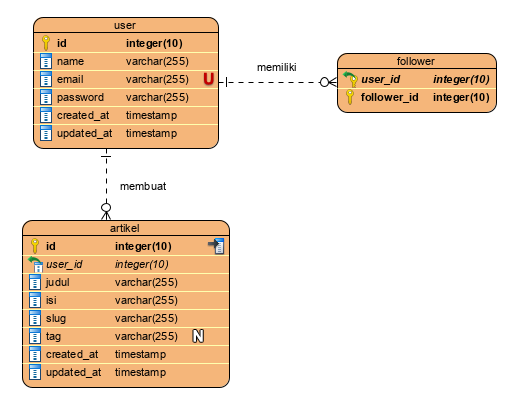 user
id integer(10)
name varchar(255)
email varchar(255) U
password varchar(255)
created_at timestamp
updated_at timestamp
memiliki
follower
user_id integer(10)
follower_id integer(10)
membuat
artikel
id integer(10)
user_id integer(10)
judul varchar(255)
isi varchar(255)
slug varchar(255)
tag varchar(255) N
created_at timestamp
updated_at timestamp